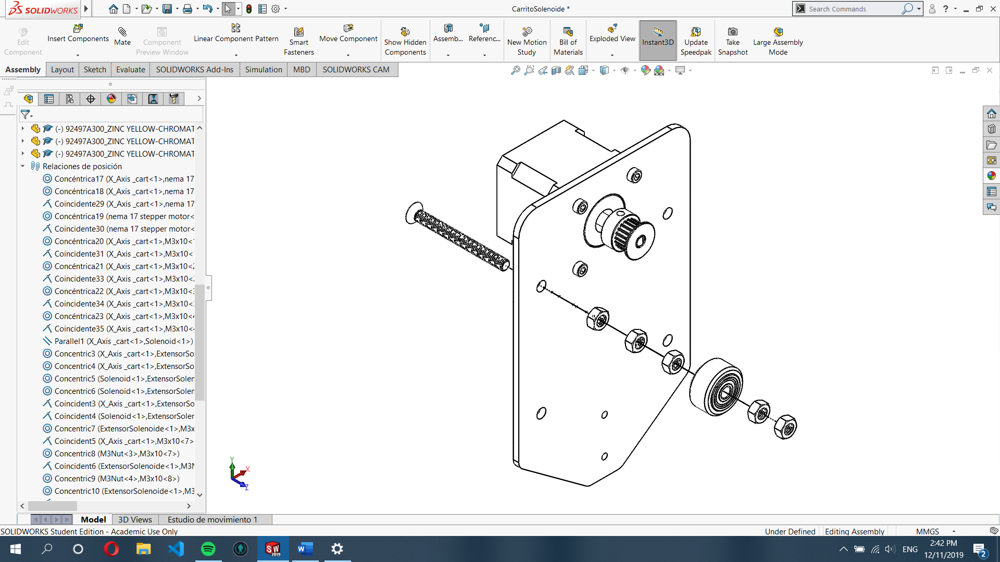 SOLIDWORKS
CarritoSolenoide *
Search Commands
?
Edit Component
Insert Components
Mate
Component Preview Window
Linear Component Pattern
Smart Fasteners
Move Component
Show Hidden Components
Assemb...
Referenc...
New Motion Study
Bill of Materials
Exploded View
Instant3D
Update Speedpak
Take Snapshot
Large Assembly Mode
Assembly
Layout
Sketch
Evaluate
SOLIDWORKS Add-Ins
Simulation
MBD
SOLIDWORKS CAM
(-) 92497A300_ZINC YELLOW-CHROMAT
(-) 92497A300_ZINC YELLOW-CHROMAT
(-) 92497A300_ZINC YELLOW-CHROMAT
Relaciones de posición
Concéntrica17 (X_Axis _cart<1>,nema 17
Concéntrica18 (X_Axis _cart<1>,nema 17
Coincidente29 (X_Axis _cart<1>,nema 17
Concéntrica19 (nema 17 stepper motor<
Coincidente30 (nema 17 stepper motor<
Concéntrica20 (X_Axis _cart<1>,M3x10<1
Coincidente31 (X_Axis _cart<1>,M3x10<
Concéntrica21 (X_Axis _cart<1>,M3x10<2
Coincidente33 (X_Axis _cart<1>,M3x10<2
Concéntrica22 (X_Axis _cart<1>,M3x10<3
Coincidente34 (X_Axis _cart<1>,M3x10<
Concéntrica23 (X_Axis _cart<1>,M3x10<4
Coincidente35 (X_Axis _cart<1>,M3x10<4
Parallel1 (X_Axis _cart<1>,Solenoid<1>)
Concentric3 (X_Axis _cart<1>,ExtensorSo
Concentric4 (X_Axis _cart<1>,ExtensorSo
Concentric5 (Solenoid<1>,ExtensorSolen
Concentric6 (Solenoid<1>,ExtensorSolen
Coincident3 (X_Axis _cart<1>,ExtensorSo
Coincident4 (Solenoid<1>,ExtensorSolen
Concentric7 (ExtensorSolenoide<1>,M3x
Coincident5 (X_Axis _cart<1>,M3x10<7>
Concentric8 (M3Nut<3>,M3x10<7>)
Coincident6 (ExtensorSolenoide<1>,M3N
Concentric9 (M3Nut<4>,M3x10<8>)
Concentric10 (ExtensorSolenoide<1>,M3
Y
X
Z
Model
3D Views
Estudio de movimiento 1
SOLIDWORKS Student Edition - Academic Use Only
Under Defined
Editing Assembly
MMGS
SW 2019
W
ENG
2:42 PM
12/11/2019
2